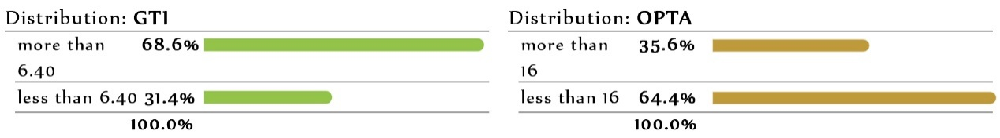 Distribution: GTI
more than 68.6%
6.40
less than 6.40 31.4%
100.0%
Distribution: OPTA
more than 35.6%
16
less than 16 64.4%
100.0%